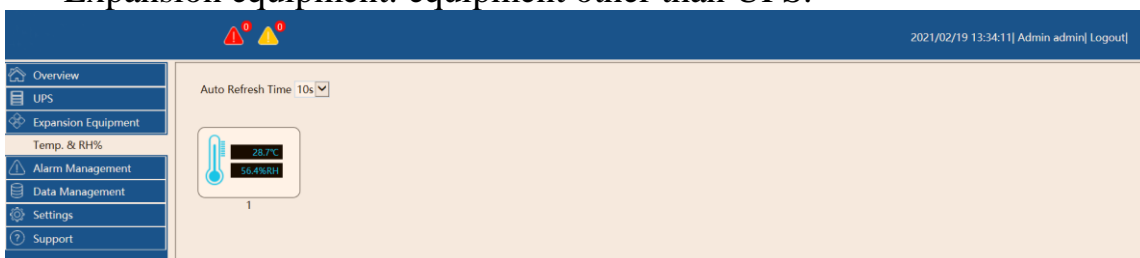 Expansion equipment: equipment other than UPS.
0 0
2021/02/19 13:34:11| Admin admin| Logout|
Overview
UPS
Expansion Equipment
Temp. & RH%
Alarm Management
Data Management
Settings
Support
Auto Refresh Time 10s
28.7℃
56.4%RH
1